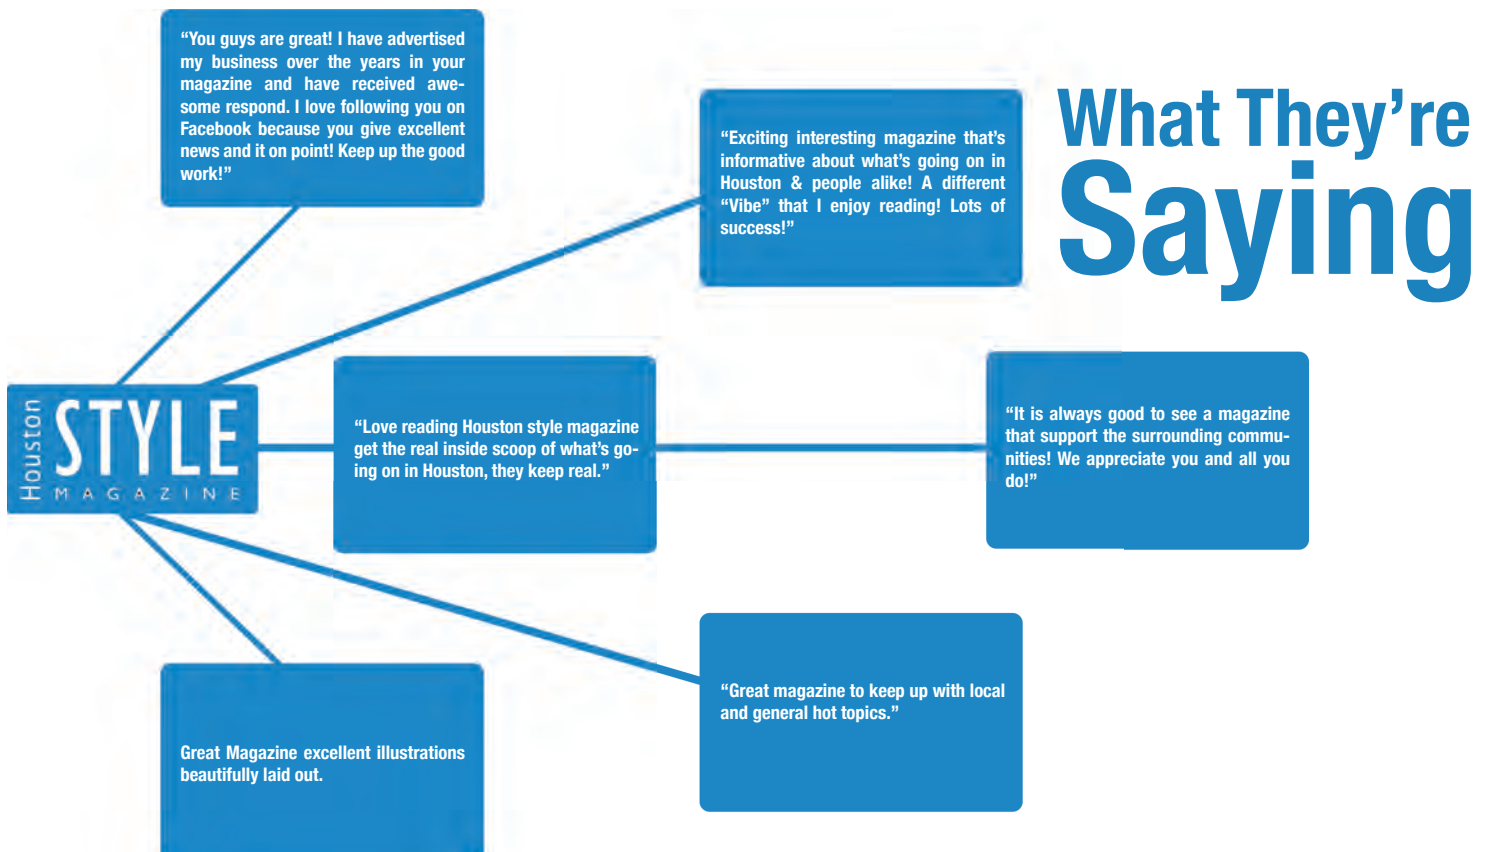 “You guys are great! I have advertised
my business over the years in your
magazine and have received awe-
some respond. I love following you on
Facebook because you give excellent
news and it on point! Keep up the good
work!”
“Exciting interesting magazine that’s
informative about what’s going on in
Houston & people alike! A different
“Vibe” that I enjoy reading! Lots of
success!”
What They’re
Saying
Houston
STYLE
MAGAZINE
“Love reading Houston style magazine
get the real inside scoop of what’s go-
ing on in Houston, they keep real.”
“It is always good to see a magazine
that support the surrounding commu-
nities! We appreciate you and all you
do!”
“Great magazine to keep up with local
and general hot topics.”
Great Magazine excellent illustrations
beautifully laid out.